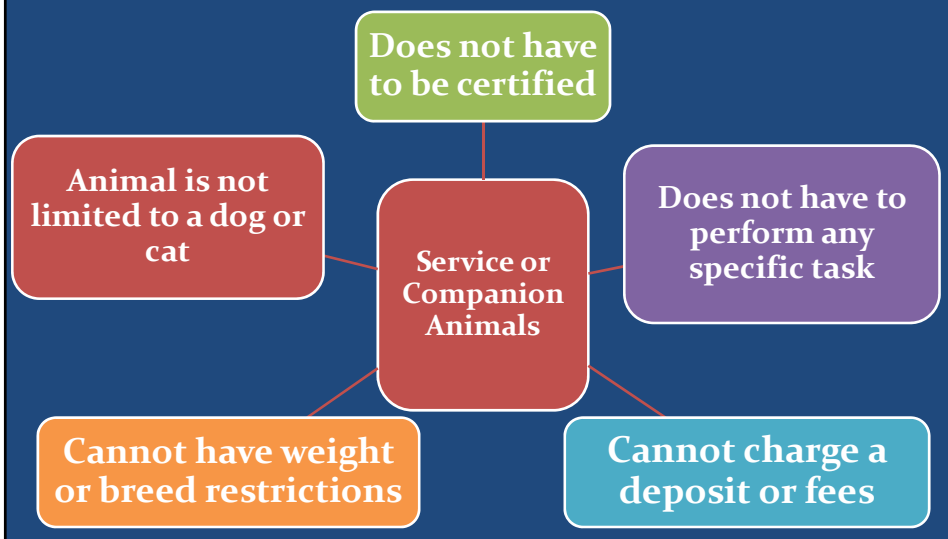 Does not have
to be certified
Animal is not
limited to a dog or
cat
Does not have to
perform any
specific task
Service or
Companion
Animals
Cannot have weight
or breed restrictions
Cannot charge a
deposit or fees